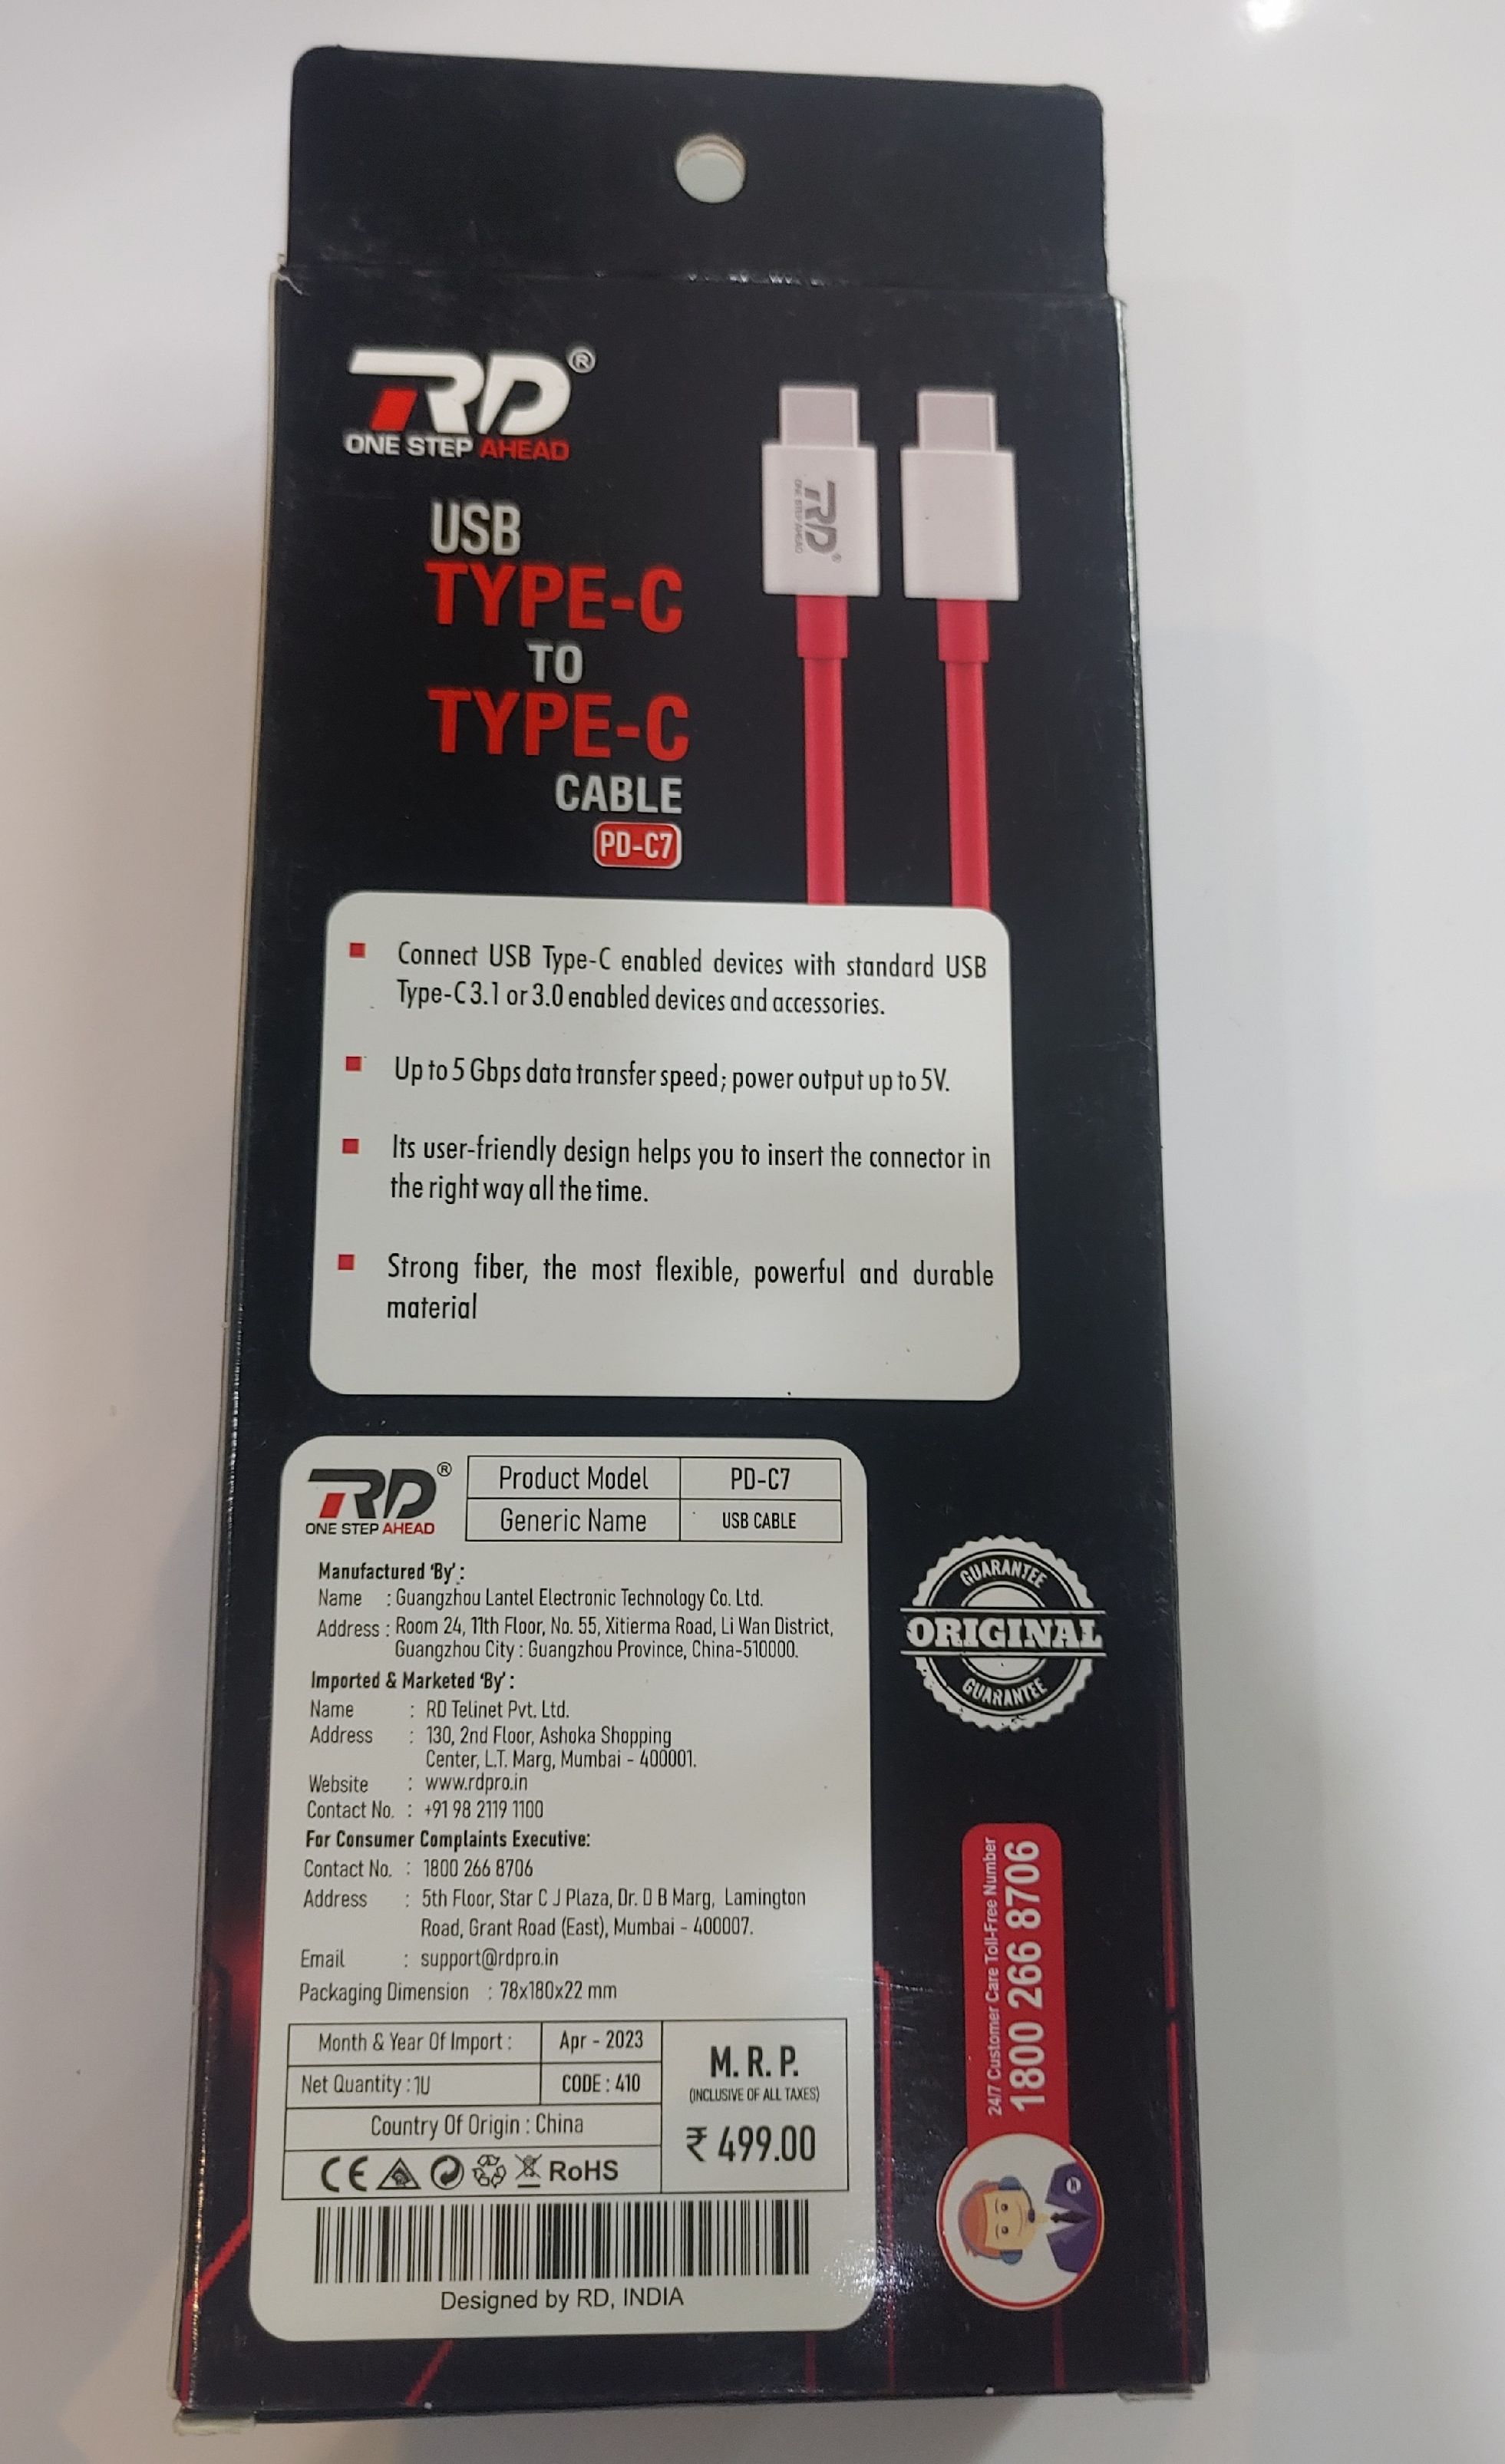 RD®
ONE STEP AHEAD
USB
TYPE-C
TO
TYPE-C
CABLE
PD-C7
RD®
ONE STEP AHEAD
Connect USB Type-C enabled devices with standard USB
Type-C 3.1 or 3.0 enabled devices and accessories.
Up to 5 Gbps data transfer speed; power output up to 5V.
Its user-friendly design helps you to insert the connector in
the right way all the time.
Strong fiber, the most flexible, powerful and durable
material
RD®
ONE STEP AHEAD
Product Model PD-C7
Generic Name USB CABLE
Manufactured 'By' :
Name : Guangzhou Lantel Electronic Technology Co. Ltd.
Address : Room 24, 11th Floor, No. 55, Xitierma Road, Li Wan District,
Guangzhou City : Guangzhou Province, China-510000.
Imported & Marketed 'By' :
Name : RD Telinet Pvt. Ltd.
Address : 130, 2nd Floor, Ashoka Shopping
Center, L.T. Marg, Mumbai - 400001.
Website : www.rdpro.in
Contact No. : +91 98 2119 1100
For Consumer Complaints Executive:
Contact No. : 1800 266 8706
Address : 5th Floor, Star C J Plaza, Dr. D B Marg, Lamington
Road, Grant Road (East), Mumbai - 400007.
Email : support@rdpro.in
Packaging Dimension : 78x180x22 mm
Month & Year Of Import : Apr - 2023
Net Quantity : 1U CODE : 410
Country Of Origin : China
M. R. P.
(INCLUSIVE OF ALL TAXES)
₹ 499.00
CE RoHS
Designed by RD, INDIA
GUARANTEE
ORIGINAL
GUARANTEE
24/7 Customer Care Toll-Free Number
1800 266 8706